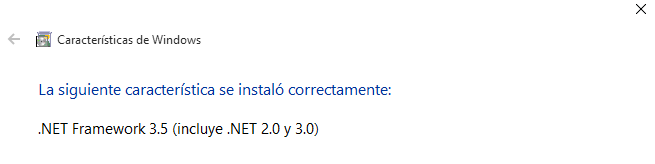 Características de Windows
La siguiente característica se instaló correctamente:
.NET Framework 3.5 (incluye .NET 2.0 y 3.0)